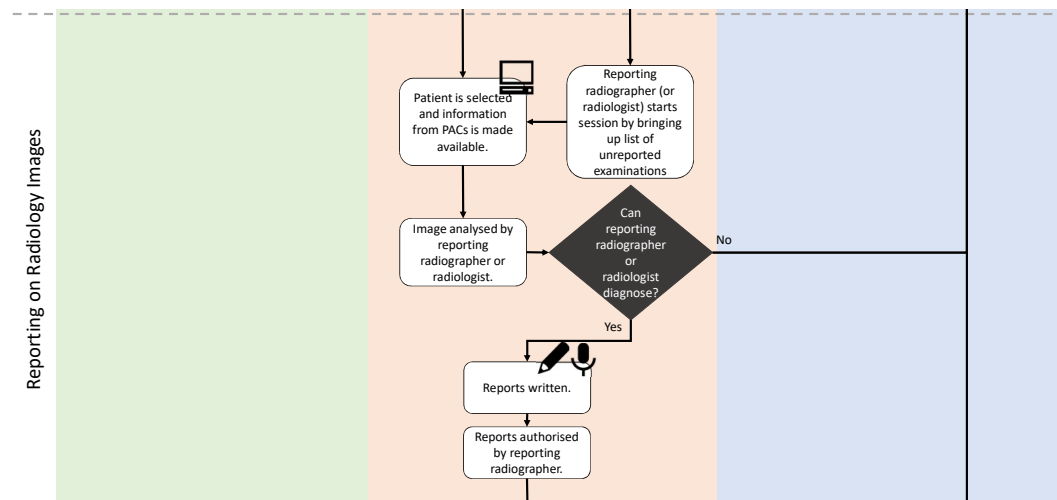 Reporting on Radiology Images
Patient is selected
and information
from PACs is made
available.
Reporting
radiographer (or
radiologist) starts
session by bringing
up list of
unreported
examinations
Image analysed by
reporting
radiographer or
radiologist.
Can
reporting
radiographer
or
radiologist
diagnose?
No
Yes
Reports written.
Reports authorised
by reporting
radiographer.